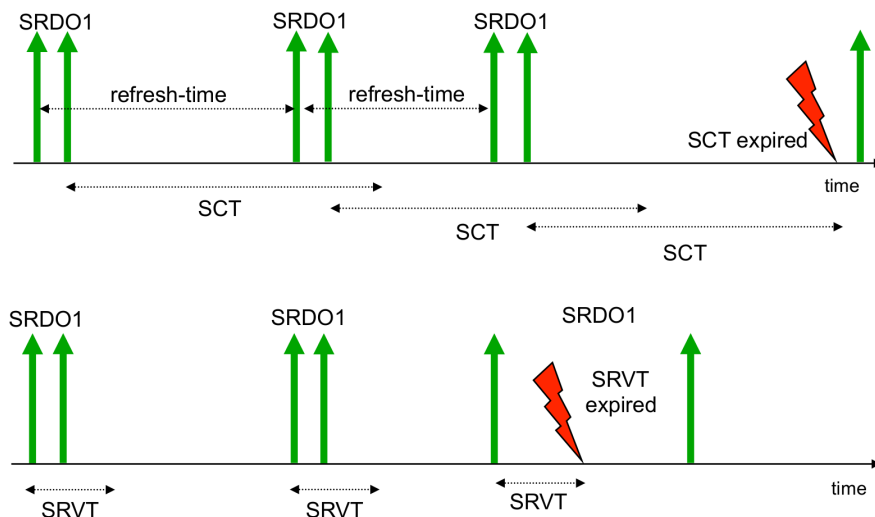 SRDO1 SRDO1 SRDO1
refresh-time refresh-time
SCT expired
time
SCT
SCT
SCT
SRDO1 SRDO1 SRDO1
SRVT
expired
time
SRVT SRVT SRVT